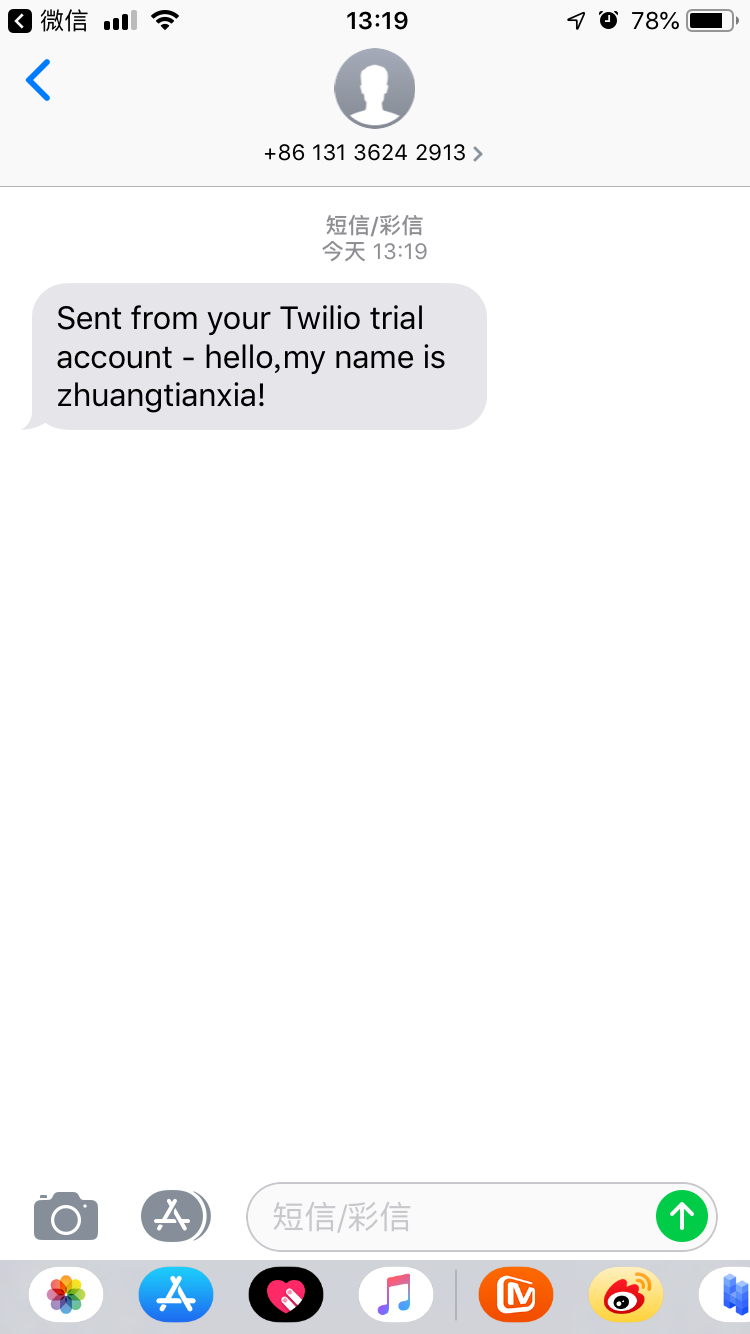 微信
13:19
78%
+86 131 3624 2913
短信/彩信
今天 13:19
Sent from your Twilio trial
account - hello,my name is
zhuangtianxia!
短信/彩信